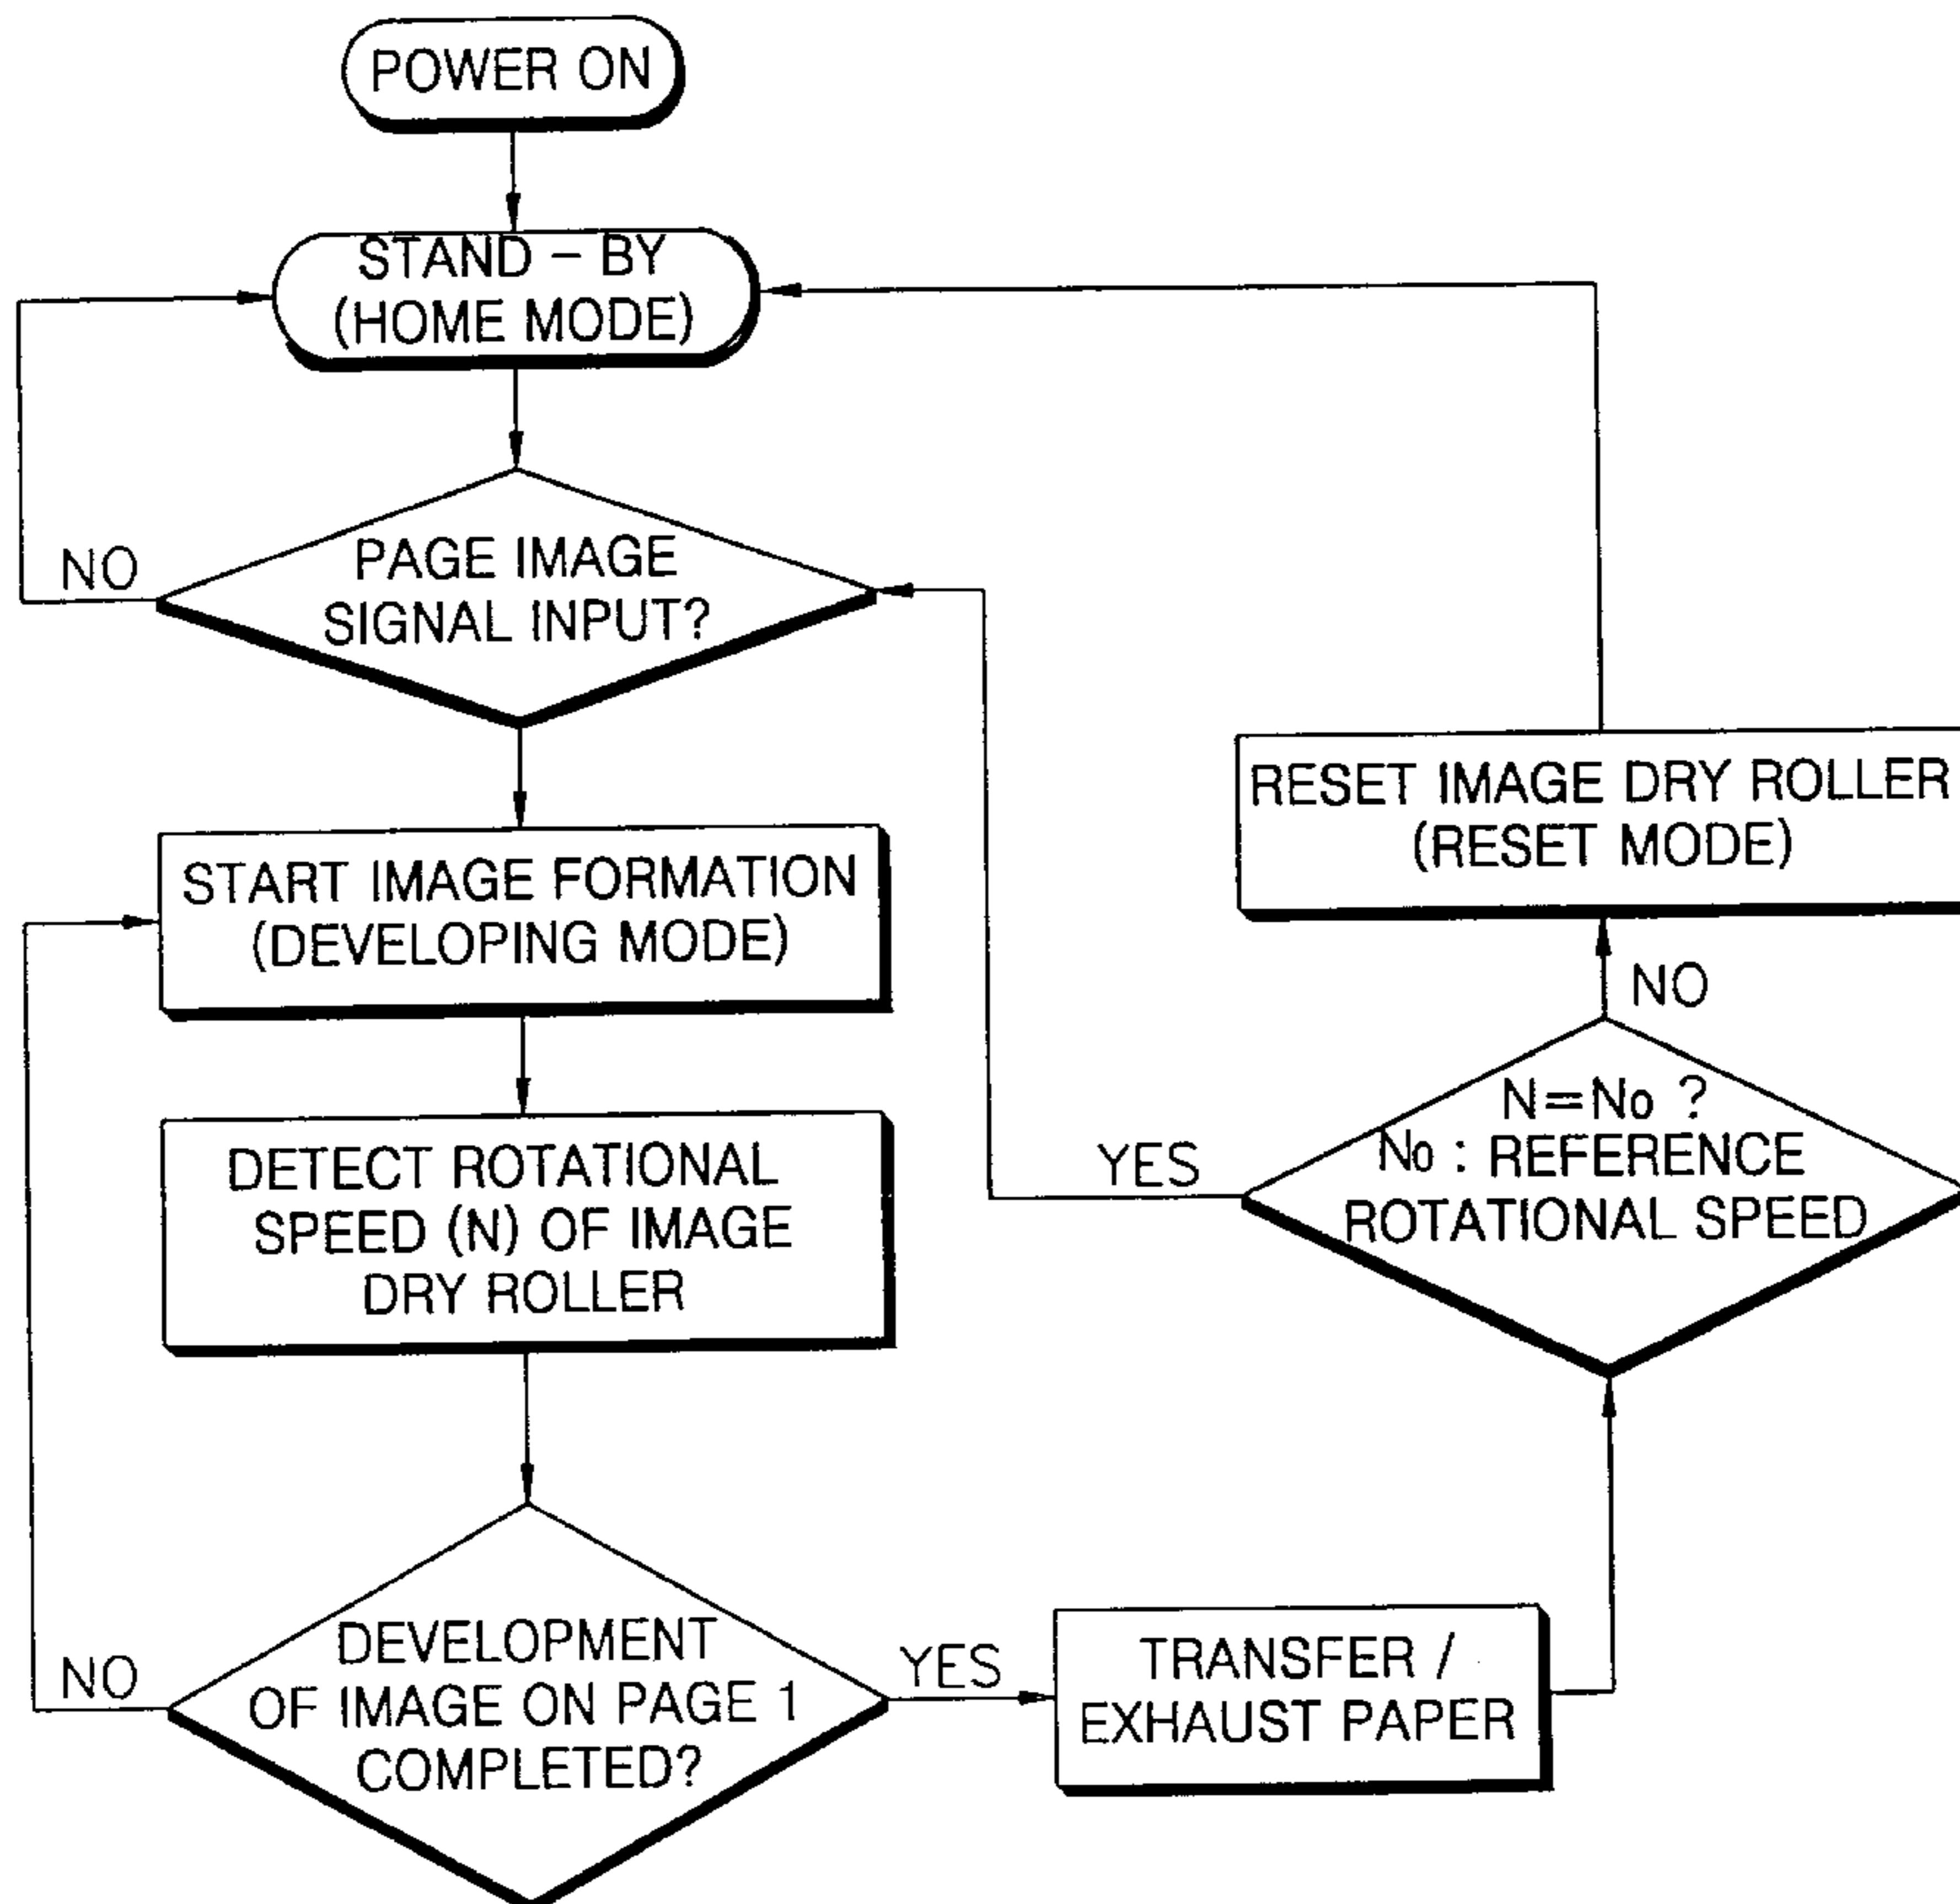 POWER ON
STAND - BY
(HOME MODE)
PAGE IMAGE
SIGNAL INPUT?
NO
START IMAGE FORMATION
(DEVELOPING MODE)
DETECT ROTATIONAL
SPEED (N) OF IMAGE
DRY ROLLER
DEVELOPMENT
OF IMAGE ON PAGE 1
COMPLETED?
NO
YES
TRANSFER /
EXHAUST PAPER
N=No ?
No : REFERENCE
ROTATIONAL SPEED
YES
NO
RESET IMAGE DRY ROLLER
(RESET MODE)